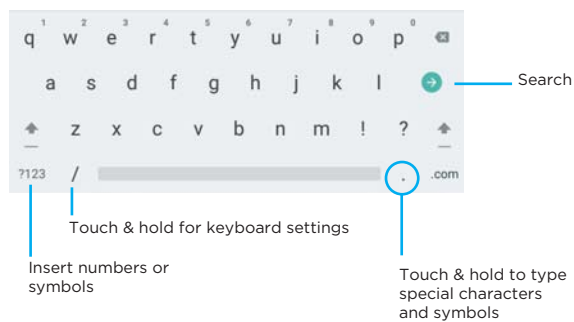 1 2 3 4 5 6 7 8 9 0
q w e r t y u i o p
a s d f g h j k l
Search
z x c v b n m ! ?
?123 / . .com
Touch & hold for keyboard settings
Insert numbers or
symbols
Touch & hold to type
special characters
and symbols